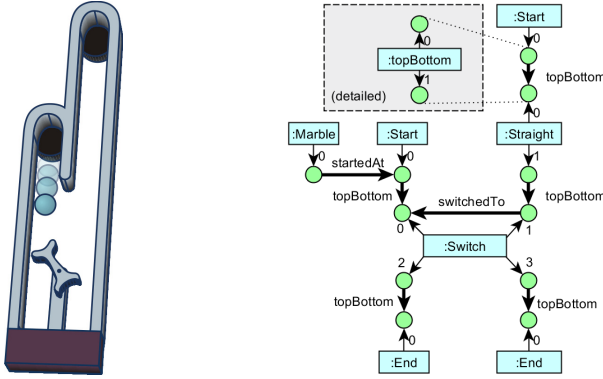 :Start
0
0
:topBottom
topBottom
1
(detailed)
0
:Marble
:Start
:Straight
0
0
1
startedAt
topBottom
topBottom
switchedTo
0
1
:Switch
2
3
topBottom
topBottom
0
0
:End
:End